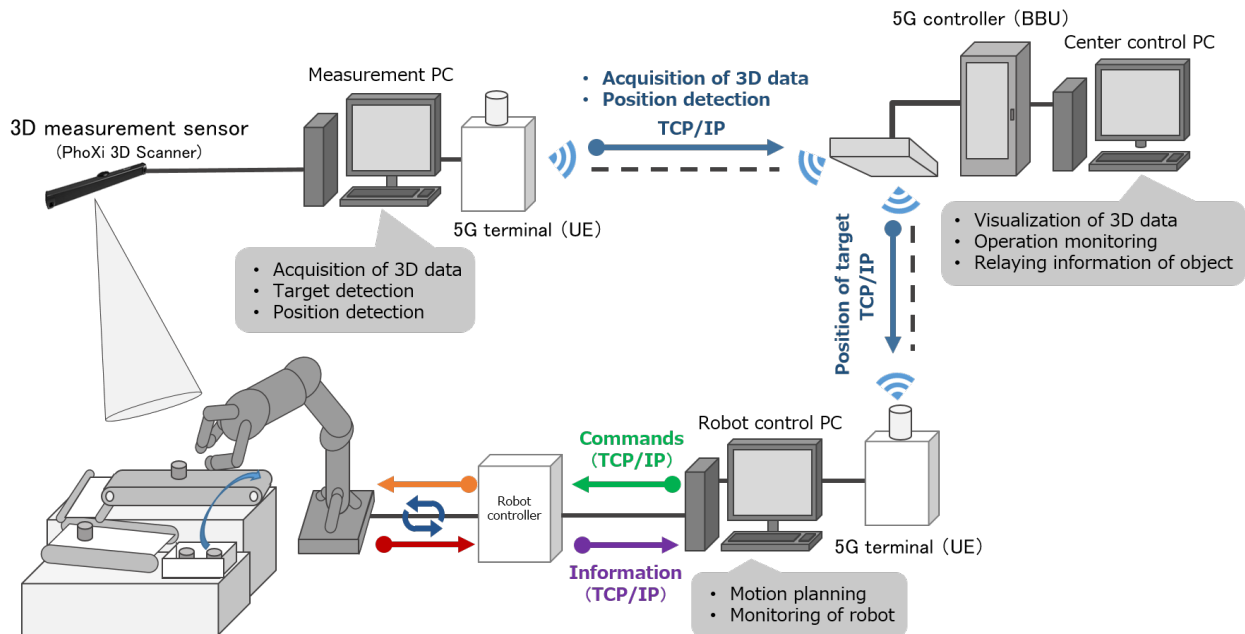 5G controller (BBU)
Center control PC
Measurement PC
• Acquisition of 3D data
• Position detection
TCP/IP
3D measurement sensor
(PhoXi 3D Scanner)
5G terminal (UE)
• Acquisition of 3D data
• Target detection
• Position detection
• Visualization of 3D data
• Operation monitoring
• Relaying information of object
Position of target
TCP/IP
Robot control PC
Commands
(TCP/IP)
Robot
controller
5G terminal (UE)
Information
(TCP/IP)
• Motion planning
• Monitoring of robot